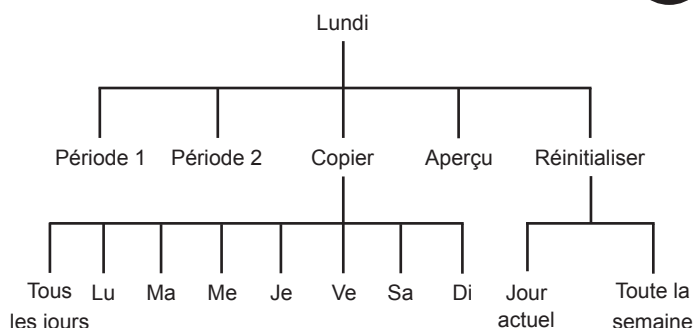 Lundi
Période 1 Période 2 Copier Aperçu Réinitialiser
Tous Lu Ma Me Je Ve Sa Di Jour Toute la
les jours actuel semaine